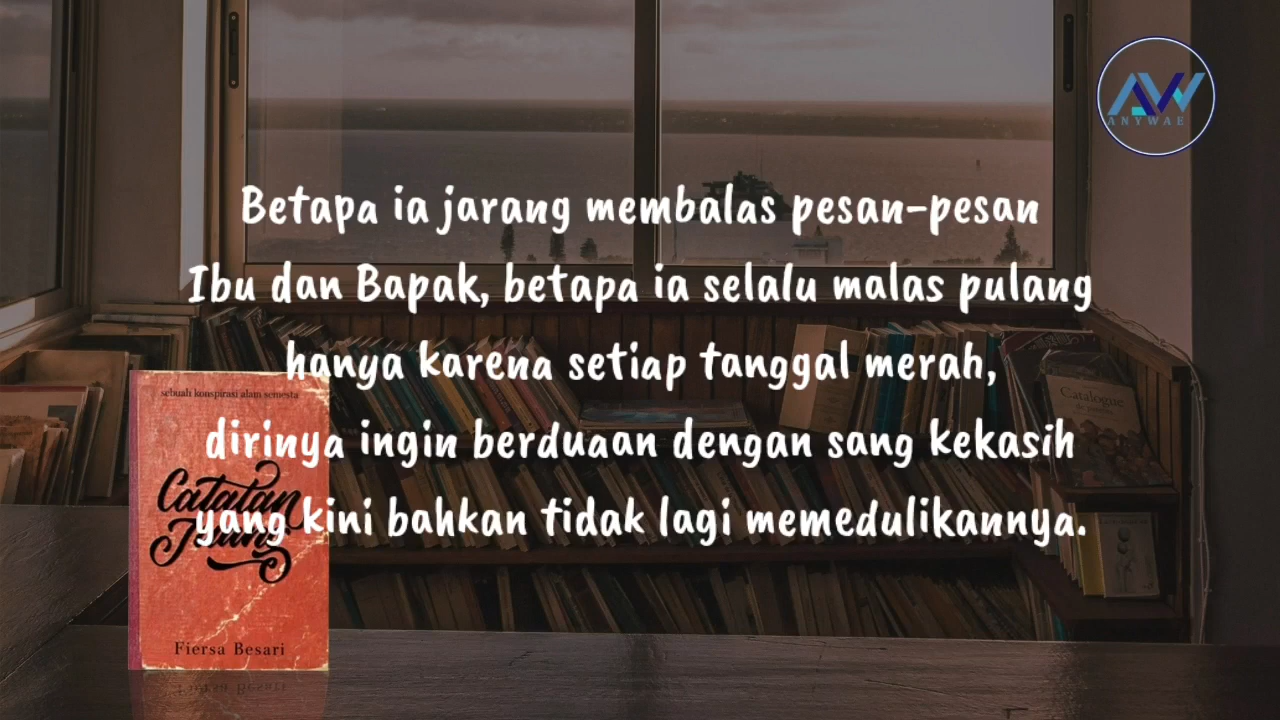 ANYWAE
Betapa ia jarang membalas pesan-pesan
Ibu dan Bapak, betapa ia selalu malas pulang
hanya karena setiap tanggal merah,
dirinya ingin berduaan dengan sang kekasih
yang kini bahkan tidak lagi memedulikannya.
sebuah konspirasi alam semesta
Catatan
Juang
Fiersa Besari
Catalogue